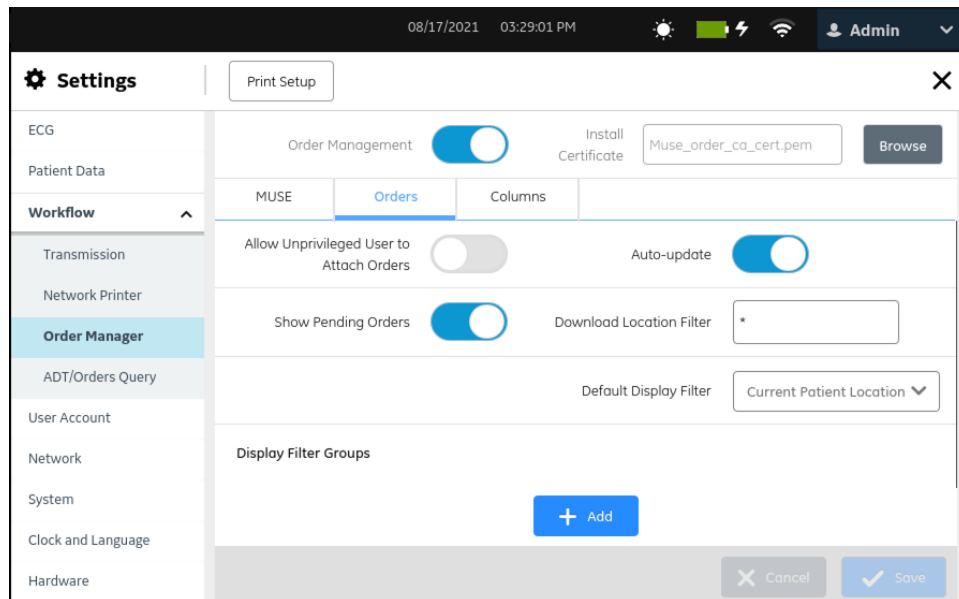 08/17/2021 03:29:01 PM Admin
Settings Print Setup
ECG
Patient Data
Workflow
Transmission
Network Printer
Order Manager
ADT/Orders Query
User Account
Network
System
Clock and Language
Hardware
Order Management
Install
Certificate
Muse_order_ca_cert.pem
Browse
MUSE Orders Columns
Allow Unprivileged User to
Attach Orders
Auto-update
Show Pending Orders
Download Location Filter
*
Default Display Filter
Current Patient Location
Display Filter Groups
+ Add
Cancel
Save